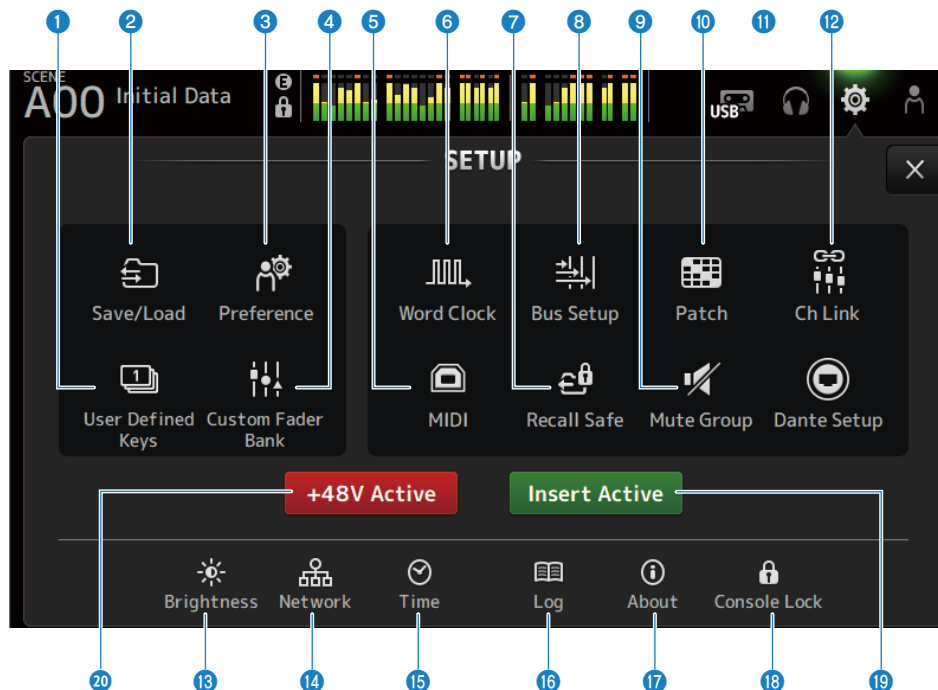 1 2 3 4 5 6 7 8 9 10 11 12
SCENE
A00 Initial Data
E
USB
SETUP
Save/Load Preference Word Clock Bus Setup Patch Ch Link
1
User Defined Keys Custom Fader Bank MIDI Recall Safe Mute Group Dante Setup
+48V Active Insert Active
Brightness Network Time Log About Console Lock
20 13 14 15 16 17 18 19